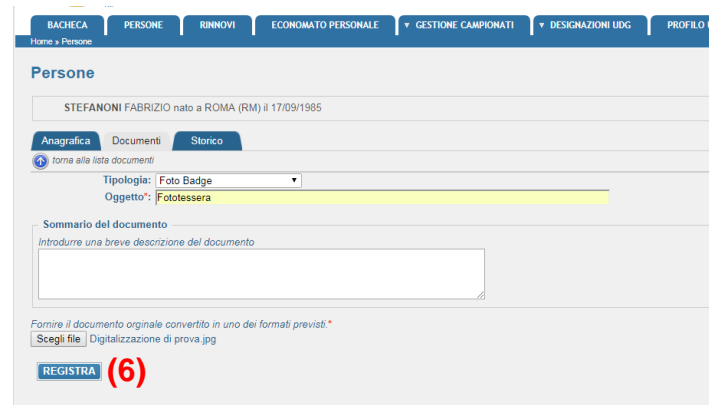 BACHECA PERSONE RINNOVI ECONOMATO PERSONALE ▼ GESTIONE CAMPIONATI ▼ DESIGNAZIONI UDG PROFILO
Home » Persone
Persone
STEFANONI FABRIZIO nato a ROMA (RM) il 17/09/1985
Anagrafica Documenti Storico
torna alla lista documenti
Tipologia: Foto Badge
Oggetto*: Fototessera
Sommario del documento
Introdurre una breve descrizione del documento
Fornire il documento orginale convertito in uno dei formati previsti.*
Scegli file Digitalizzazione di prova.jpg
REGISTRA (6)